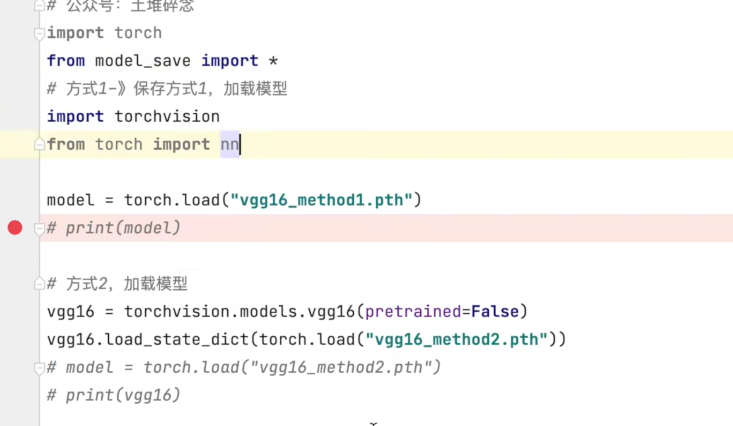 # 公众号：土堆碎念
import torch
from model_save import *
# 方式1-》保存方式1，加载模型
import torchvision
from torch import nn
model = torch.load("vgg16_method1.pth")
# print(model)
# 方式2，加载模型
vgg16 = torchvision.models.vgg16(pretrained=False)
vgg16.load_state_dict(torch.load("vgg16_method2.pth"))
# model = torch.load("vgg16_method2.pth")
# print(vgg16)